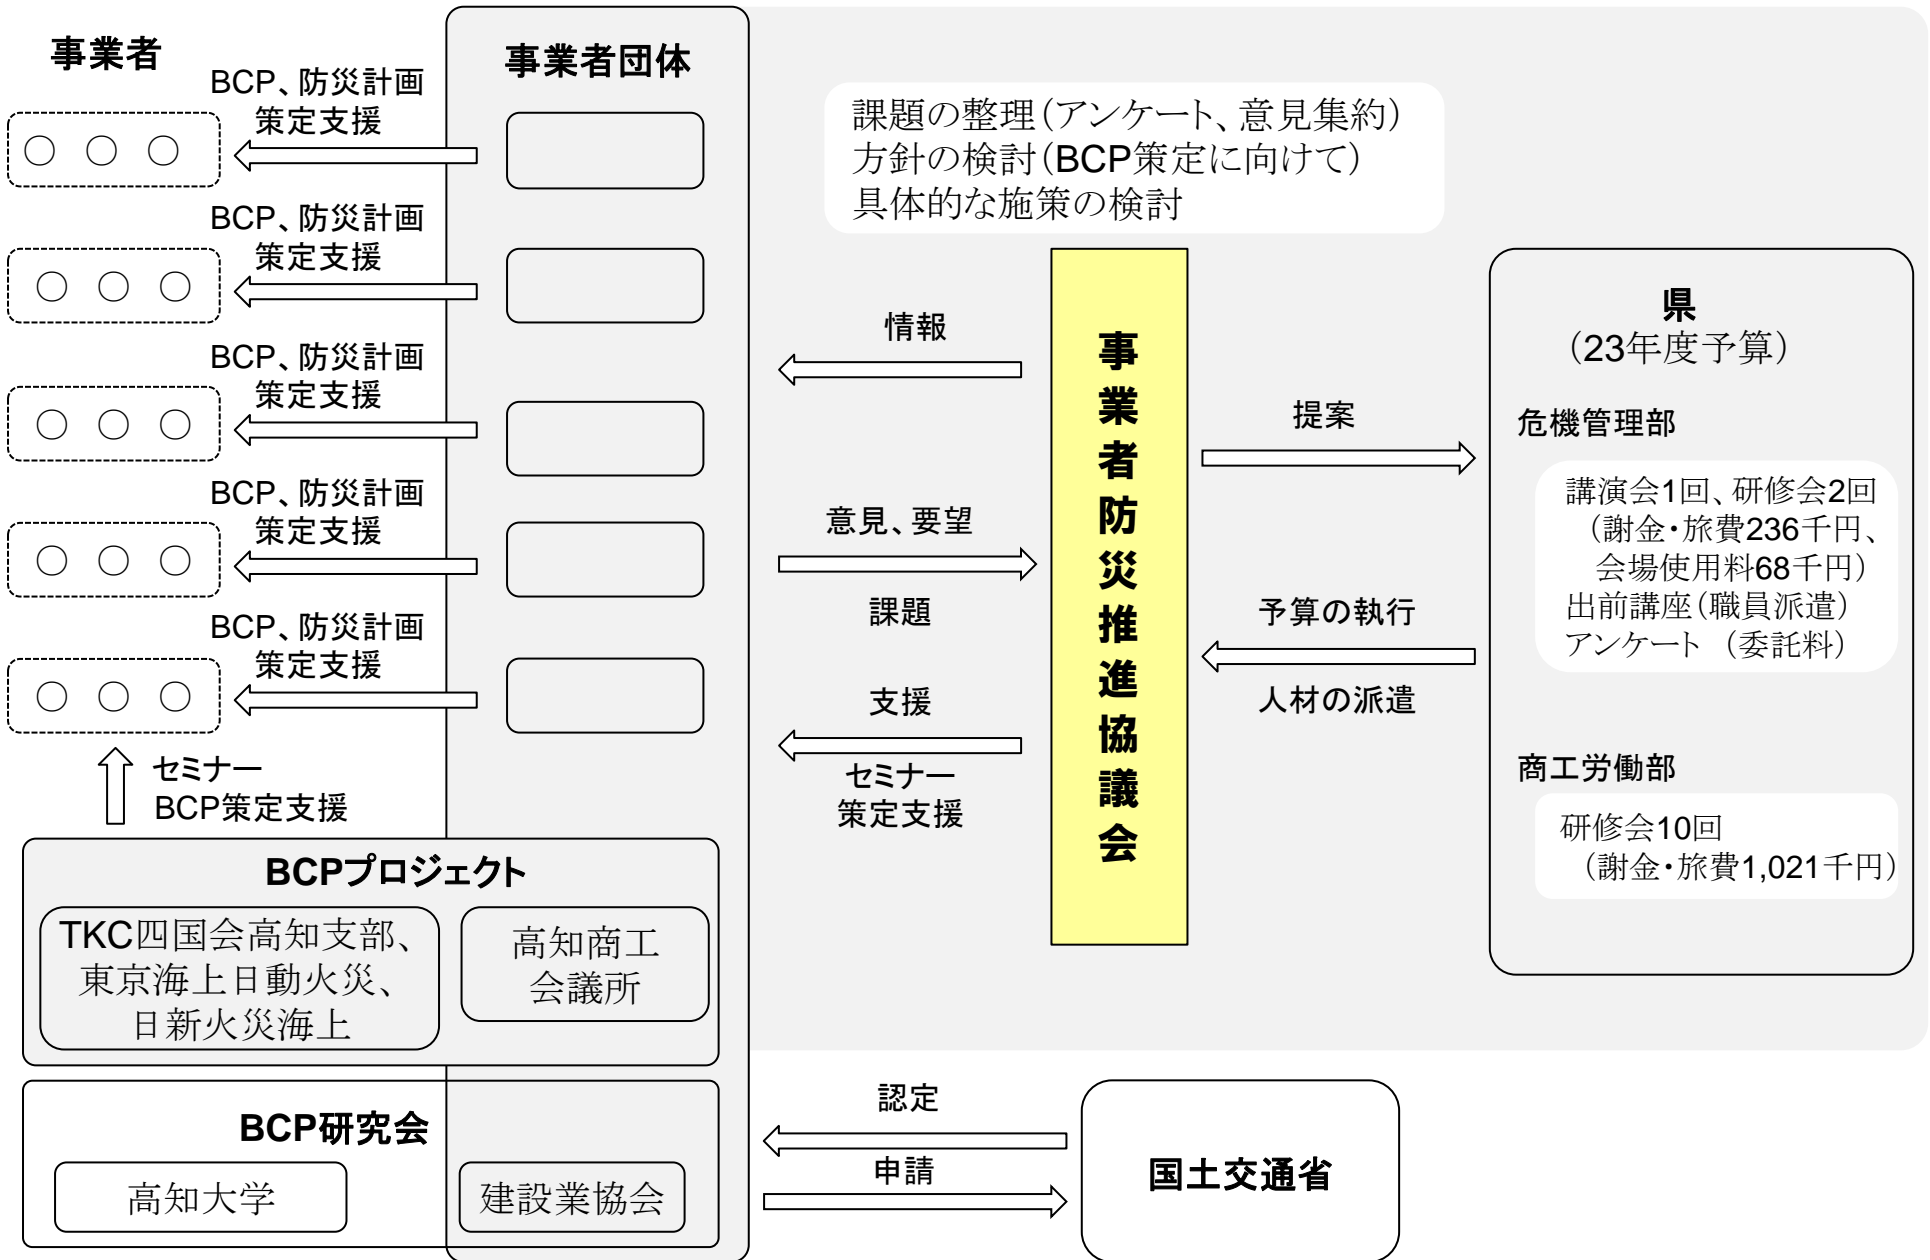 事業者
BCP、防災計画
策定支援
○ ○ ○
BCP、防災計画
策定支援
○ ○ ○
BCP、防災計画
策定支援
○ ○ ○
BCP、防災計画
策定支援
○ ○ ○
BCP、防災計画
策定支援
○ ○ ○
セミナー
BCP策定支援
事業者団体
BCPプロジェクト
TKC四国会高知支部、
東京海上日動火災、
日新火災海上
高知商工
会議所
BCP研究会
高知大学
建設業協会
課題の整理(アンケート、意見集約)
方針の検討(BCP策定に向けて)
具体的な施策の検討
情報
意見、要望
課題
支援
セミナー
策定支援
事業者防災推進協議会
提案
予算の執行
人材の派遣
県
(23年度予算)
危機管理部
講演会1回、研修会2回
(謝金・旅費236千円、
会場使用料68千円)
出前講座(職員派遣)
アンケート (委託料)
商工労働部
研修会10回
(謝金・旅費1,021千円)
認定
申請
国土交通省